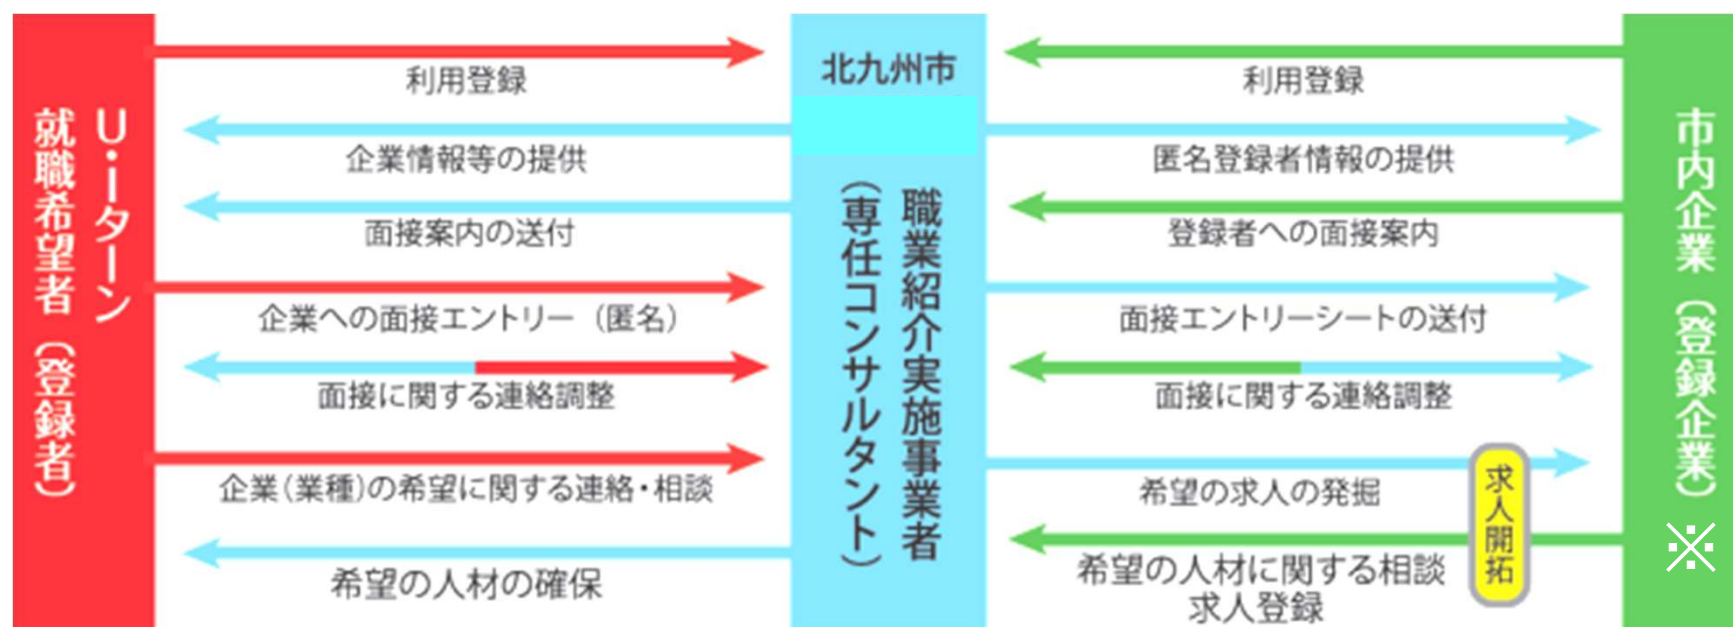 U・Iターン
就職希望者（登録者）
利用登録
企業情報等の提供
面接案内の送付
企業への面接エントリー（匿名）
面接に関する連絡調整
企業(業種)の希望に関する連絡・相談
希望の人材の確保
北九州市
職業紹介実施事業者
（専任コンサルタント）
利用登録
匿名登録者情報の提供
登録者への面接案内
面接エントリーシートの送付
面接に関する連絡調整
希望の求人の発掘
希望の人材に関する相談
求人登録
求人開拓
市内企業（登録企業）※